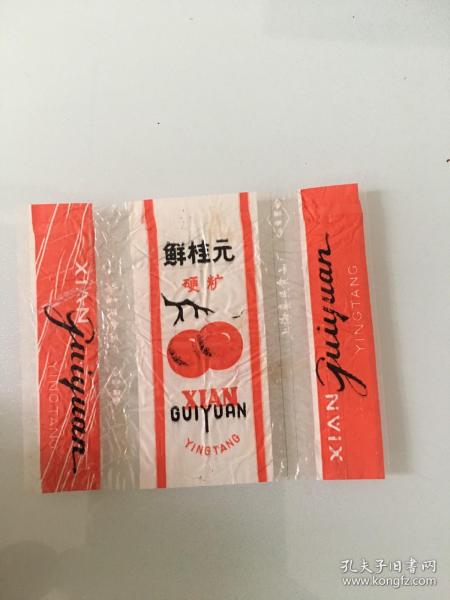 XIAN
Guiyuan
YINGTANG
鲜桂元
硬粆
XIAN
GUIYUAN
YINGTANG
XIAN
Guiyuan
YINGTANG
孔夫子旧书网
www.kongfz.com